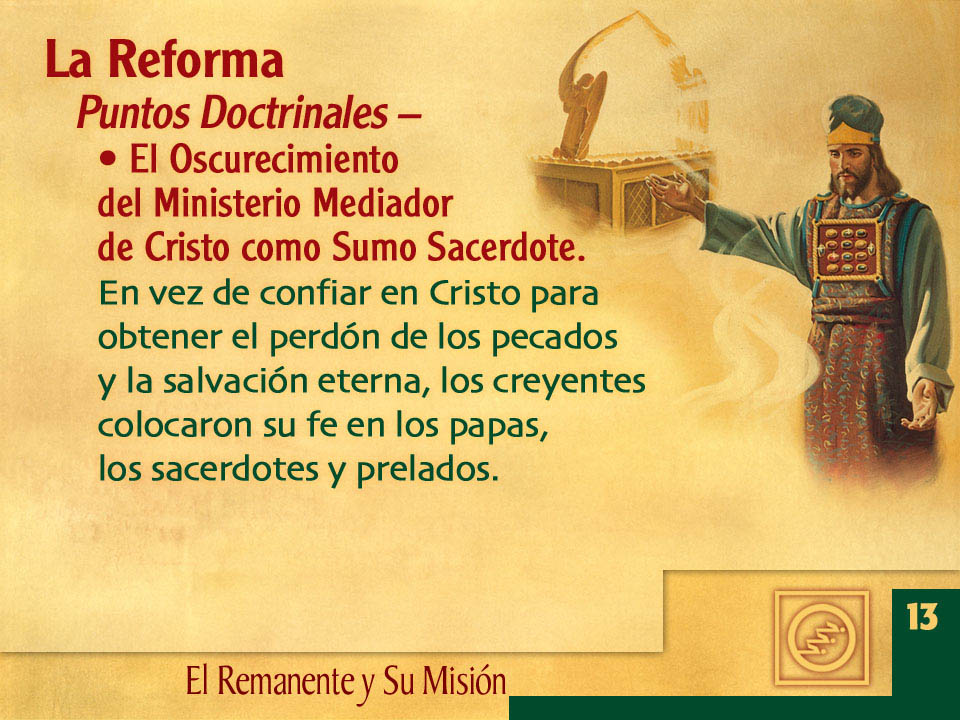 La Reforma
Puntos Doctrinales –
• El Oscurecimiento
del Ministerio Mediador
de Cristo como Sumo Sacerdote.
En vez de confiar en Cristo para
obtener el perdón de los pecados
y la salvación eterna, los creyentes
colocaron su fe en los papas,
los sacerdotes y prelados.
13
El Remanente y Su Misión